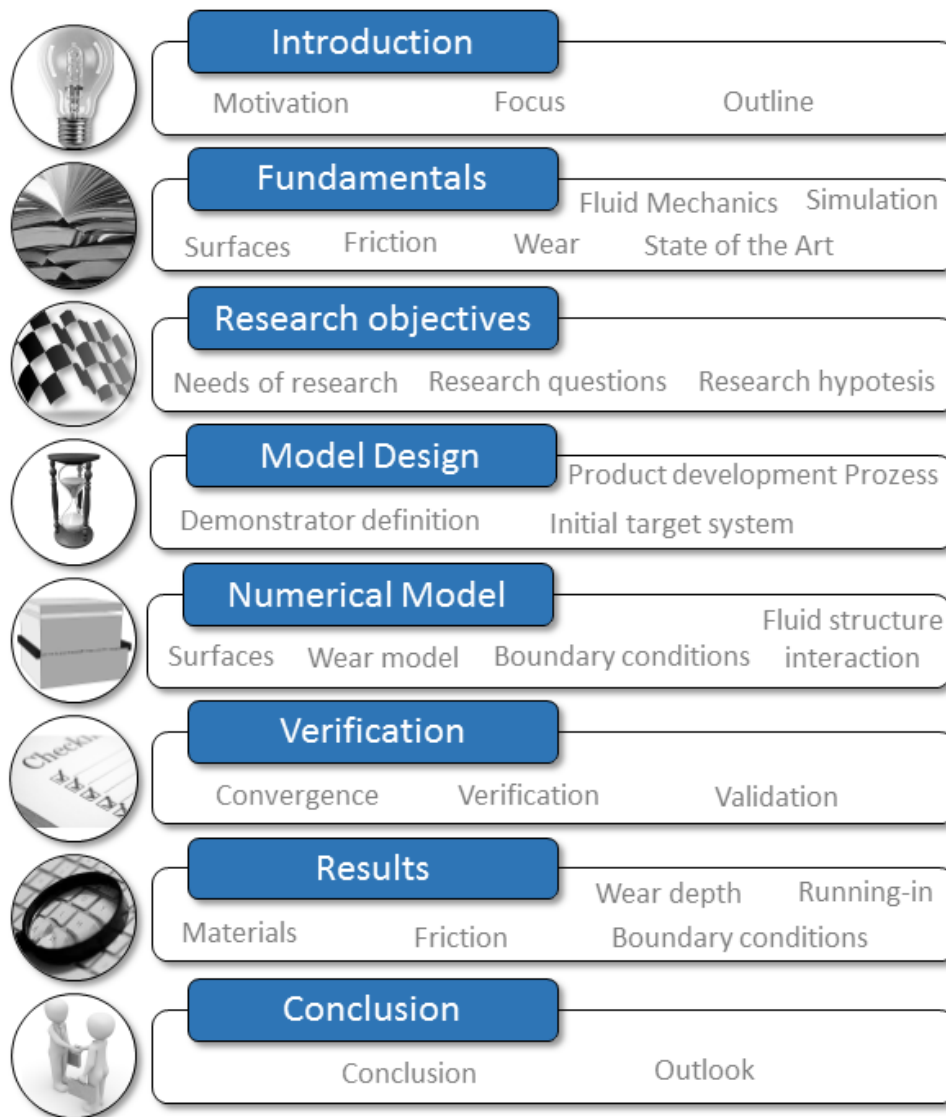 Introduction
Motivation Focus Outline
Fundamentals
Fluid Mechanics Simulation
Surfaces Friction Wear State of the Art
Research objectives
Needs of research Research questions Research hypotesis
Model Design
Product development Prozess
Demonstrator definition Initial target system
Numerical Model
Surfaces Wear model Boundary conditions Fluid structure
interaction
Verification
Convergence Verification Validation
Results
Wear depth Running-in
Materials Friction Boundary conditions
Conclusion
Conclusion Outlook